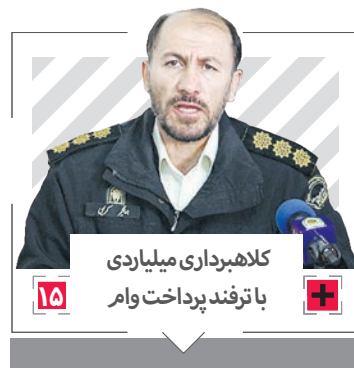 کلاهبرداری میلیاردی
با ترفند پرداخت وام
۱۵